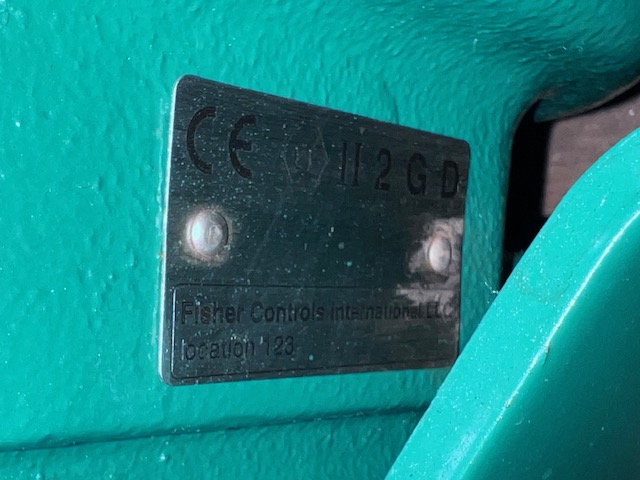 CE II 2 G D
Fisher Controls International LLC
location 123